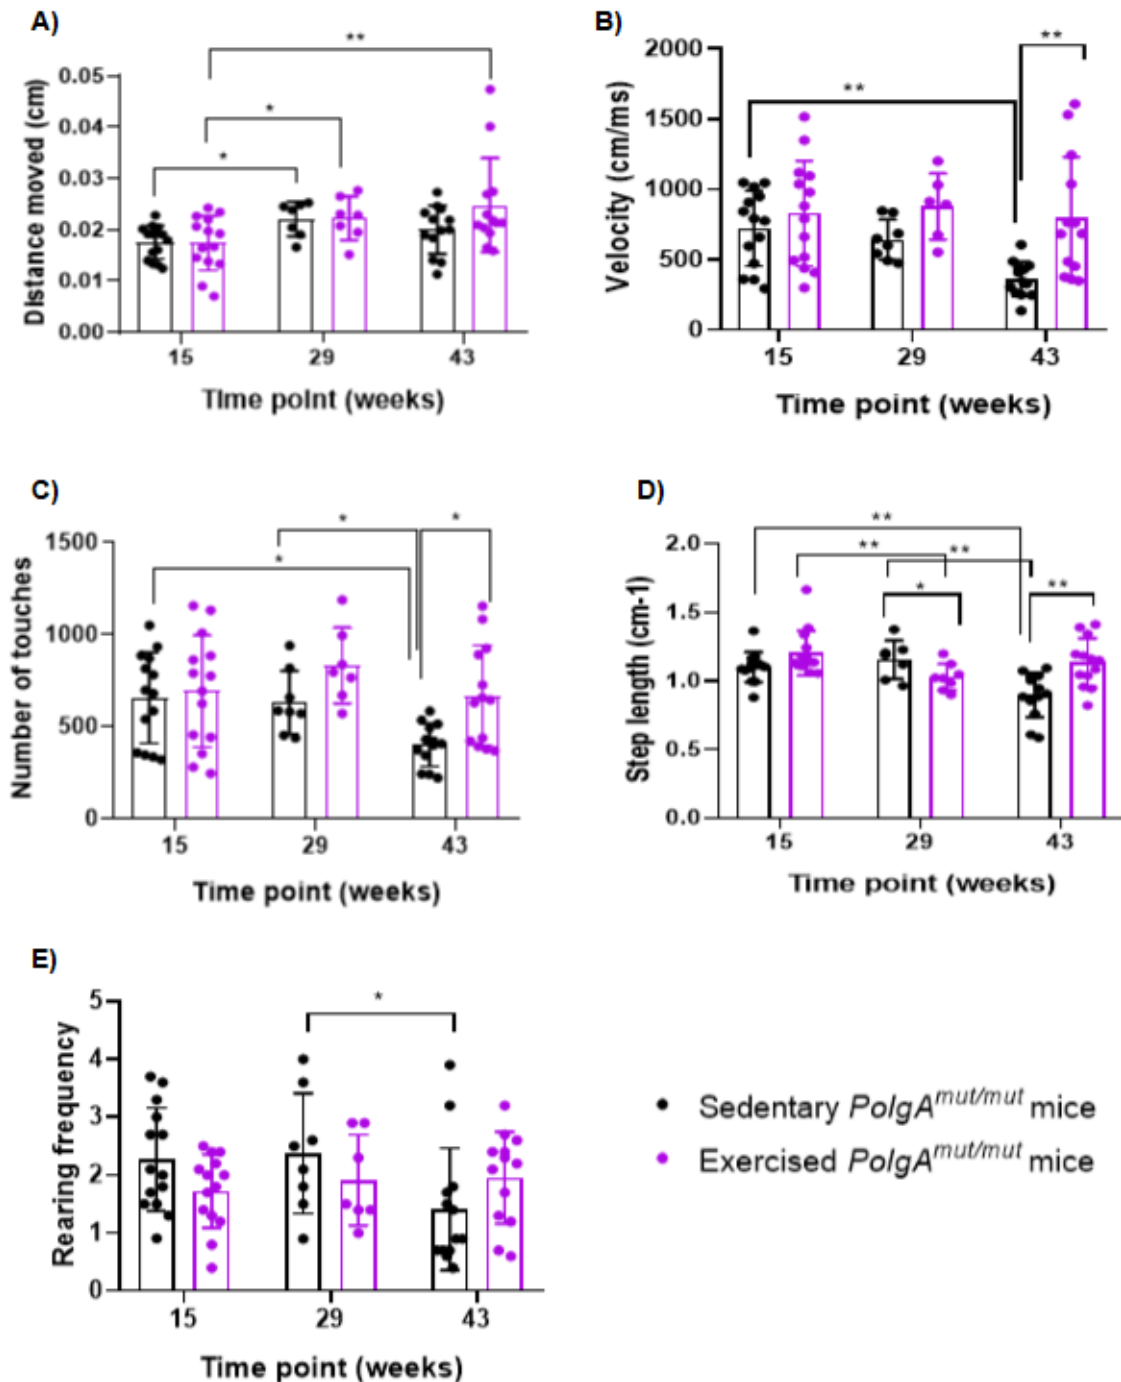 A)
**
*
*
0.05
0.04
0.03
0.02
0.01
0.00
Distance moved (cm)
15 29 43
Time point (weeks)
B)
**
**
2000
1500
1000
500
0
Velocity (cm/ms)
15 29 43
Time point (weeks)
C)
* *
*
1500
1000
500
0
Number of touches
15 29 43
Time point (weeks)
D)
**
** **
* **
2.0
1.5
1.0
0.5
0.0
Step length (cm-1)
15 29 43
Time point (weeks)
E)
*
5
4
3
2
1
0
Rearing frequency
15 29 43
Time point (weeks)
Sedentary PolgA^mut/mut mice
Exercised PolgA^mut/mut mice